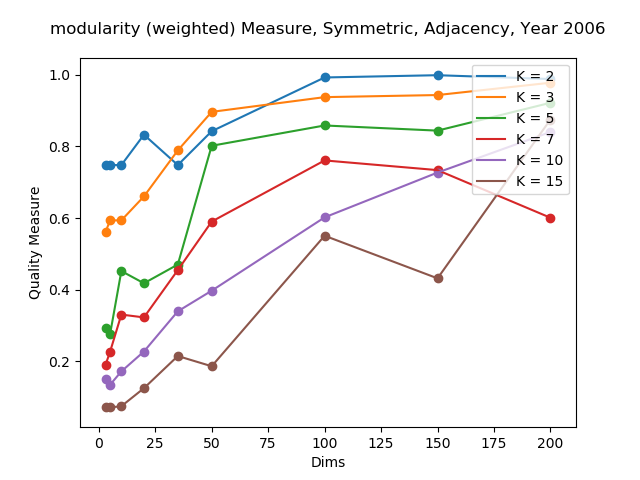 modularity (weighted) Measure, Symmetric, Adjacency, Year 2006
1.0
0.8
0.6
0.4
0.2
Quality Measure
0
25
50
75
100
125
150
175
200
Dims
K = 2
K = 3
K = 5
K = 7
K = 10
K = 15